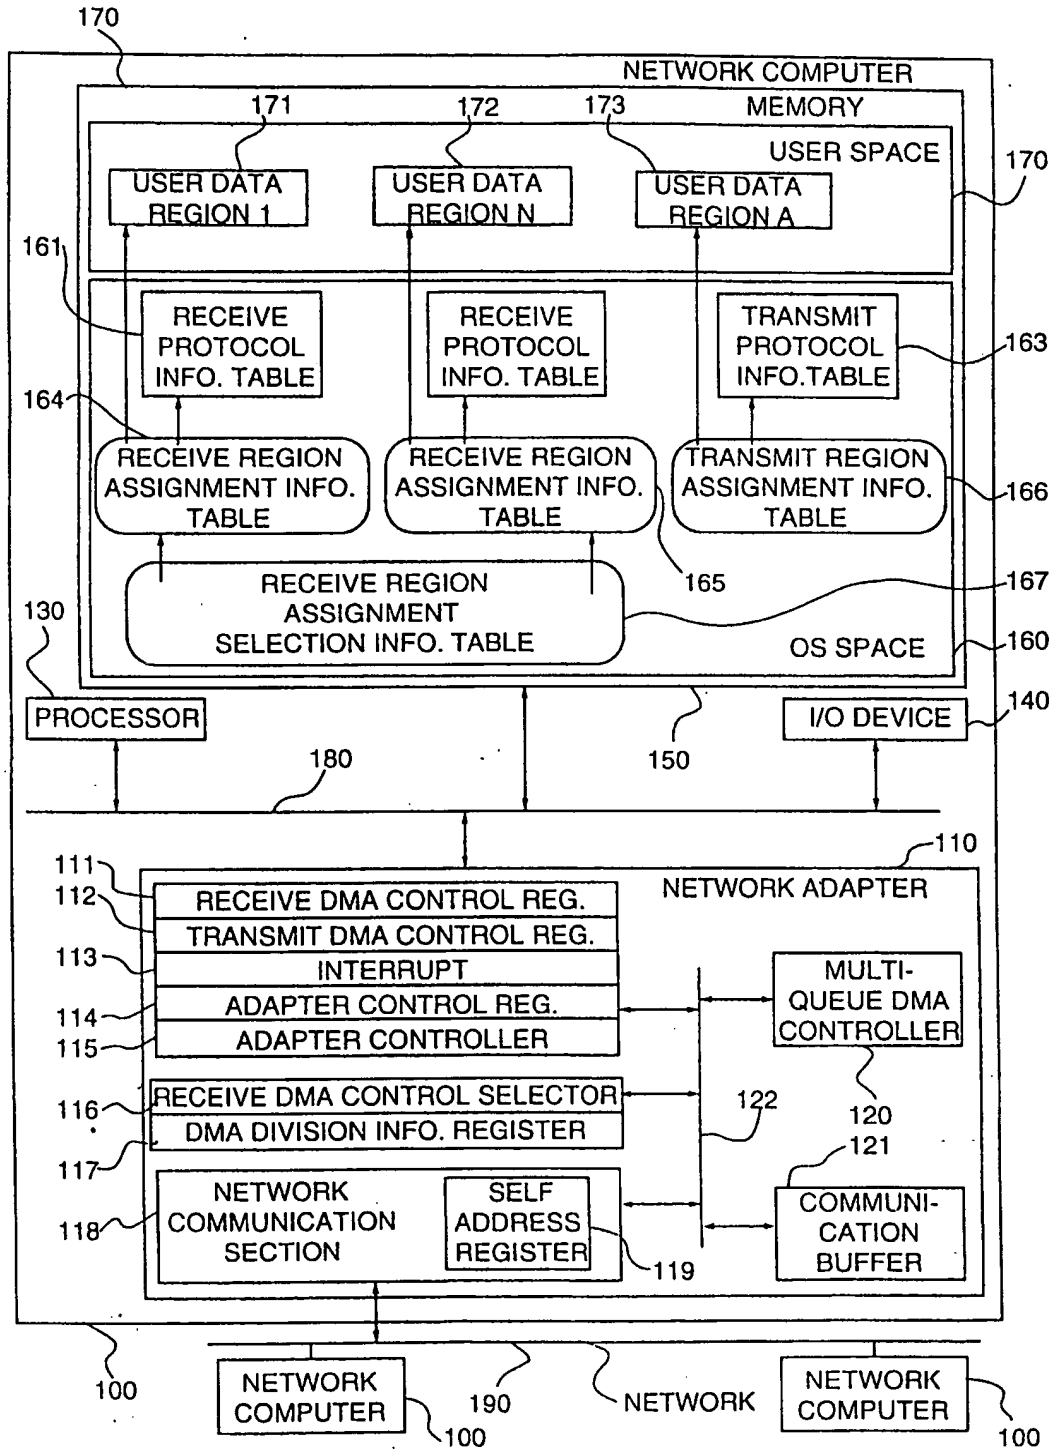 170
NETWORK COMPUTER
MEMORY
171
172
173
USER SPACE
170
USER DATA
REGION 1
USER DATA
REGION N
USER DATA
REGION A
161
RECEIVE
PROTOCOL
INFO. TABLE
RECEIVE
PROTOCOL
INFO. TABLE
TRANSMIT
PROTOCOL
INFO.TABLE
163
164
RECEIVE REGION
ASSIGNMENT INFO.
TABLE
RECEIVE REGION
ASSIGNMENT INFO.
TABLE
TRANSMIT REGION
ASSIGNMENT INFO.
TABLE
166
165
167
RECEIVE REGION
ASSIGNMENT
SELECTION INFO. TABLE
OS SPACE
160
130
PROCESSOR
140
I/O DEVICE
150
180
110
NETWORK ADAPTER
111
RECEIVE DMA CONTROL REG.
112
TRANSMIT DMA CONTROL REG.
113
INTERRUPT
114
ADAPTER CONTROL REG.
115
ADAPTER CONTROLLER
MULTI-
QUEUE DMA
CONTROLLER
120
116
RECEIVE DMA CONTROL SELECTOR
117
DMA DIVISION INFO. REGISTER
122
121
118
NETWORK
COMMUNICATION
SECTION
SELF
ADDRESS
REGISTER
119
COMMUNI-
CATION
BUFFER
100
NETWORK
COMPUTER
100
190
NETWORK
NETWORK
COMPUTER
100